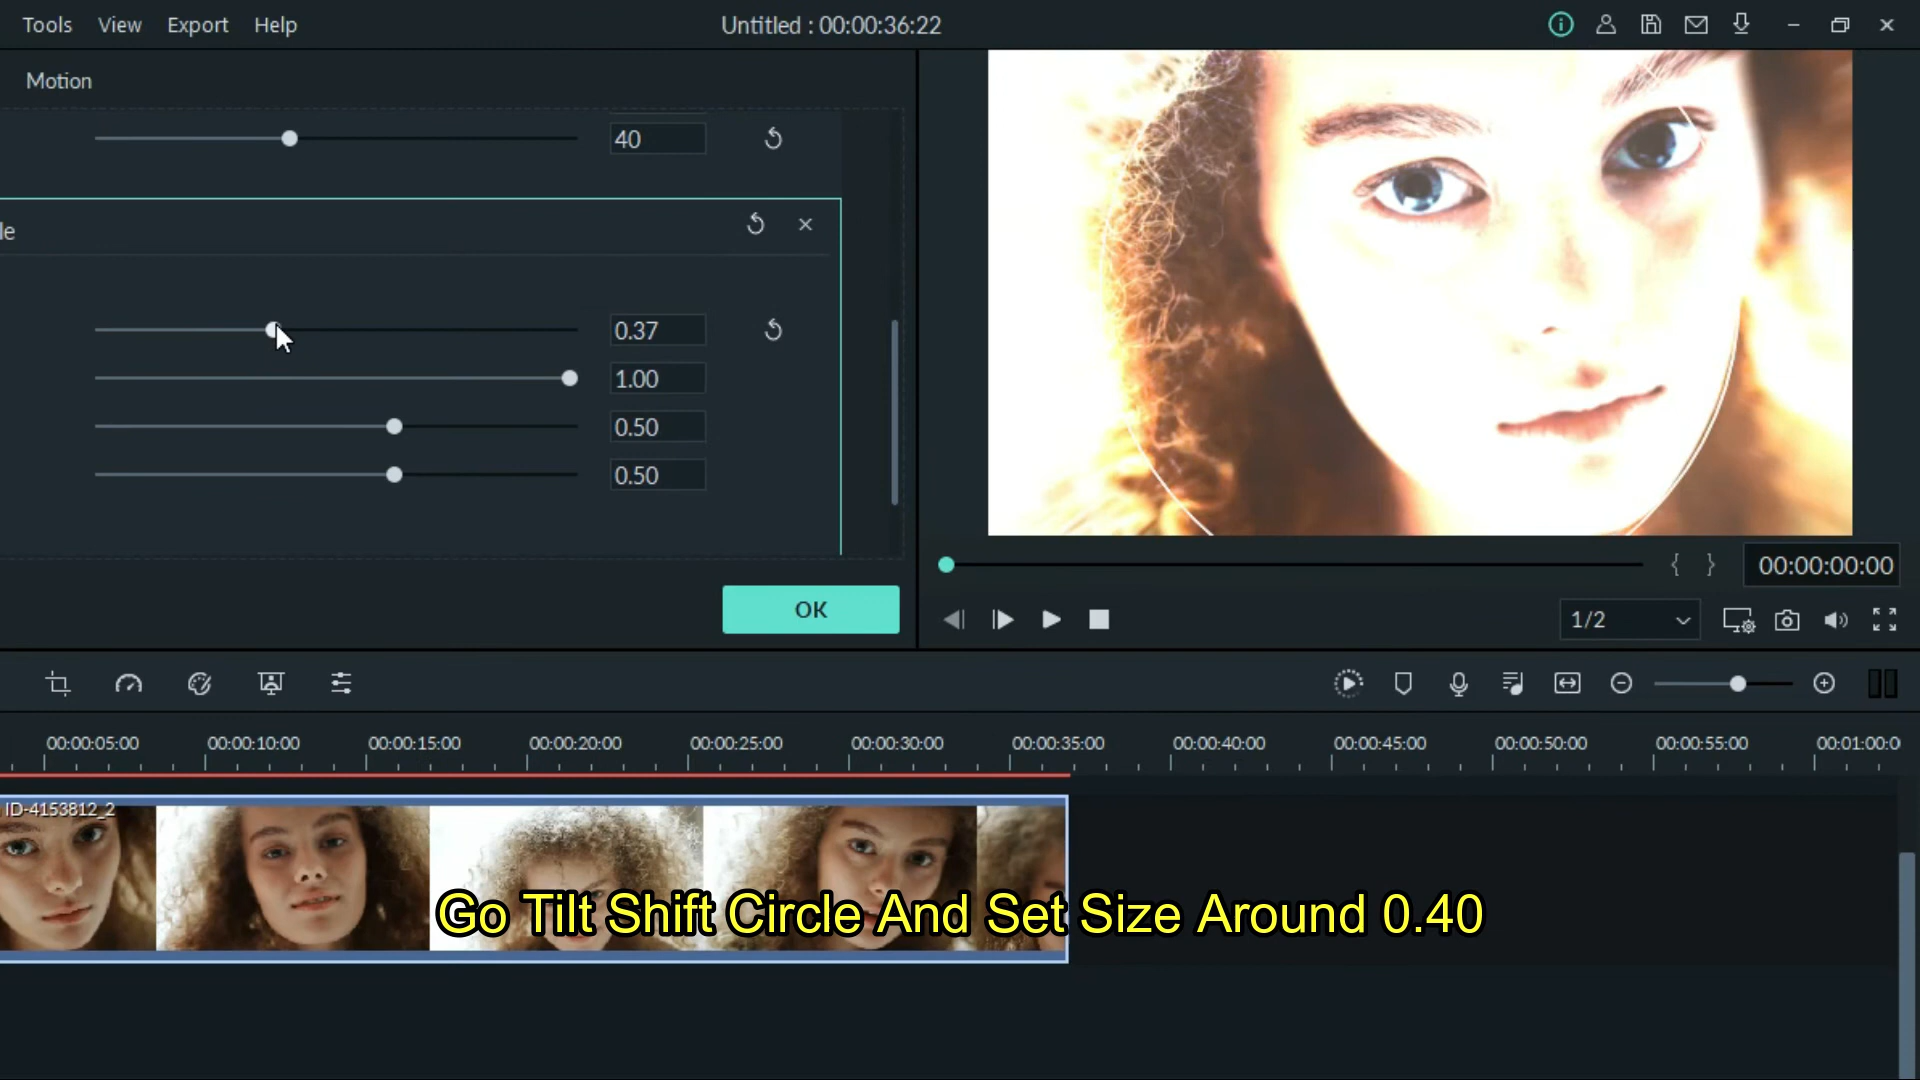 Tools View Export Help
Untitled : 00:00:36:22
Motion
40
le
0.37
1.00
0.50
0.50
OK
{ }
00:00:00:00
1/2
00:00:05:00 00:00:10:00 00:00:15:00 00:00:20:00 00:00:25:00 00:00:30:00 00:00:35:00 00:00:40:00 00:00:45:00 00:00:50:00 00:00:55:00 00:01:00:0
ID-4153812_2
Go Tilt Shift Circle And Set Size Around 0.40